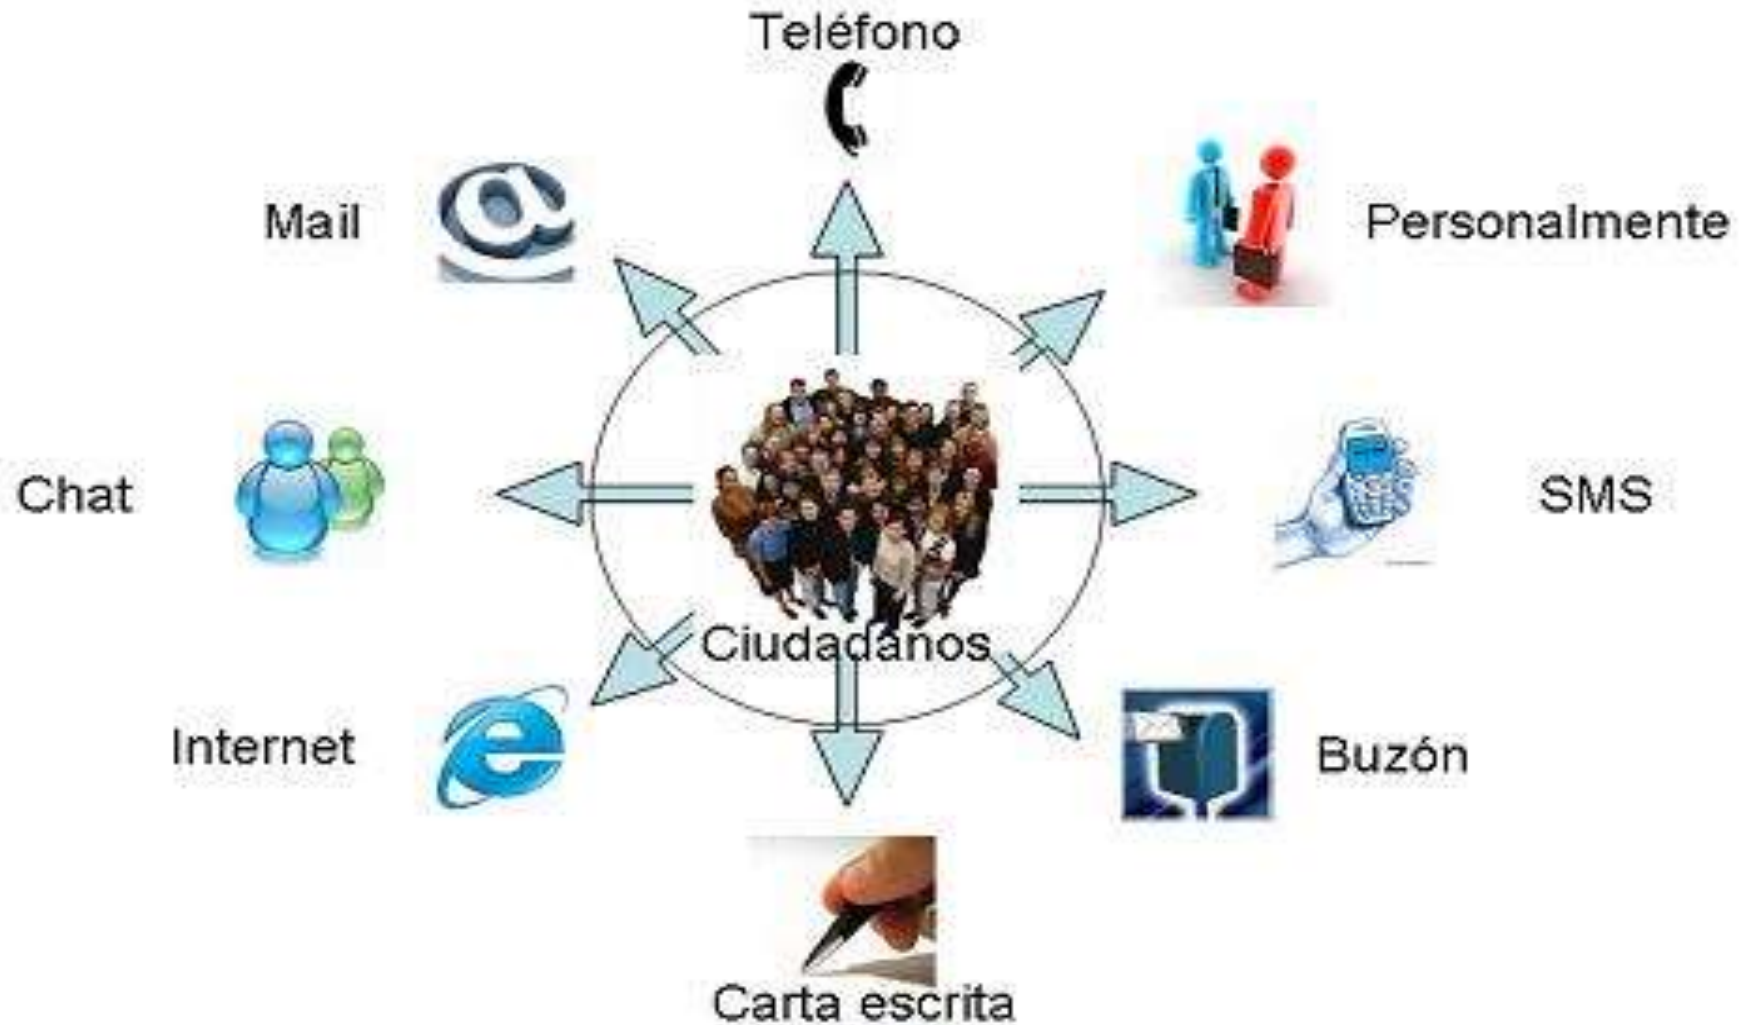 Teléfono
Mail
Personalmente
Chat
SMS
Ciudadanos
Internet
Buzón
Carta escrita